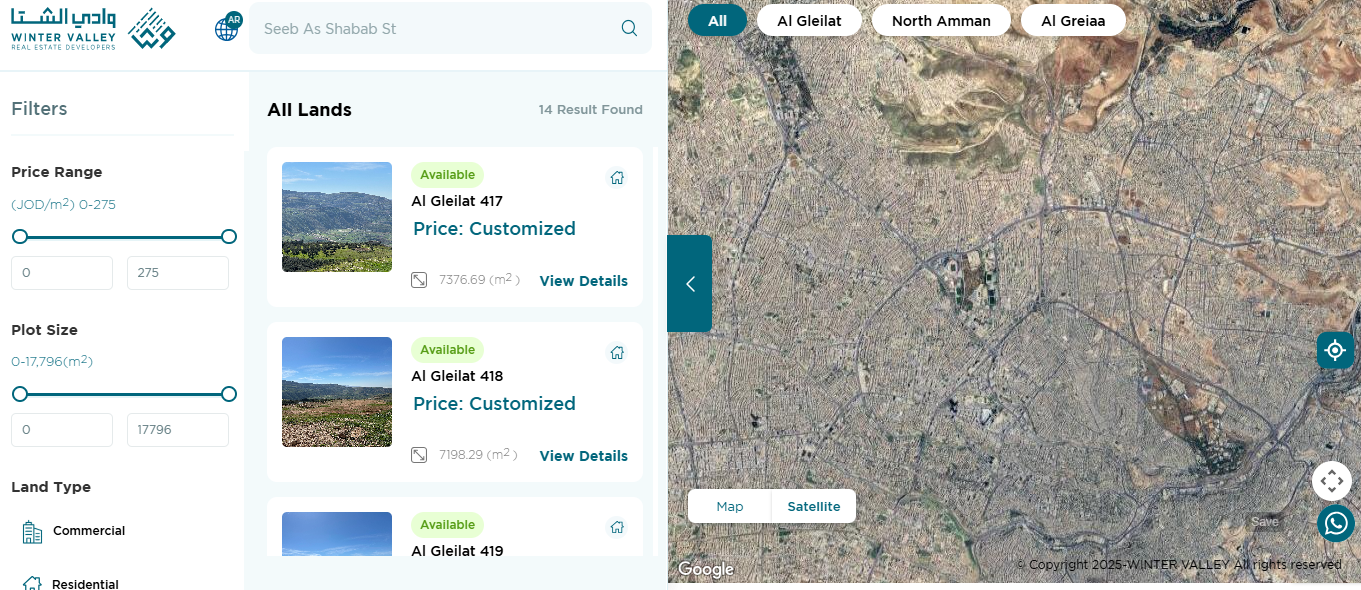 وادي الشتا
WINTER VALLEY
REAL ESTATE DEVELOPERS
AR
Seeb As Shabab St
Filters
Price Range
(JOD/m²) 0-275
0
275
Plot Size
0-17,796(m²)
0
17796
Land Type
Commercial
Residential
All Lands
14 Result Found
Available
Al Gleilat 417
Price: Customized
7376.69 (m² )
View Details
Available
Al Gleilat 418
Price: Customized
7198.29 (m² )
View Details
Available
Al Gleilat 419
All
Al Gleilat
North Amman
Al Greiaa
Map
Satellite
Save
Google
© Copyright 2025-WINTER VALLEY All rights reserved